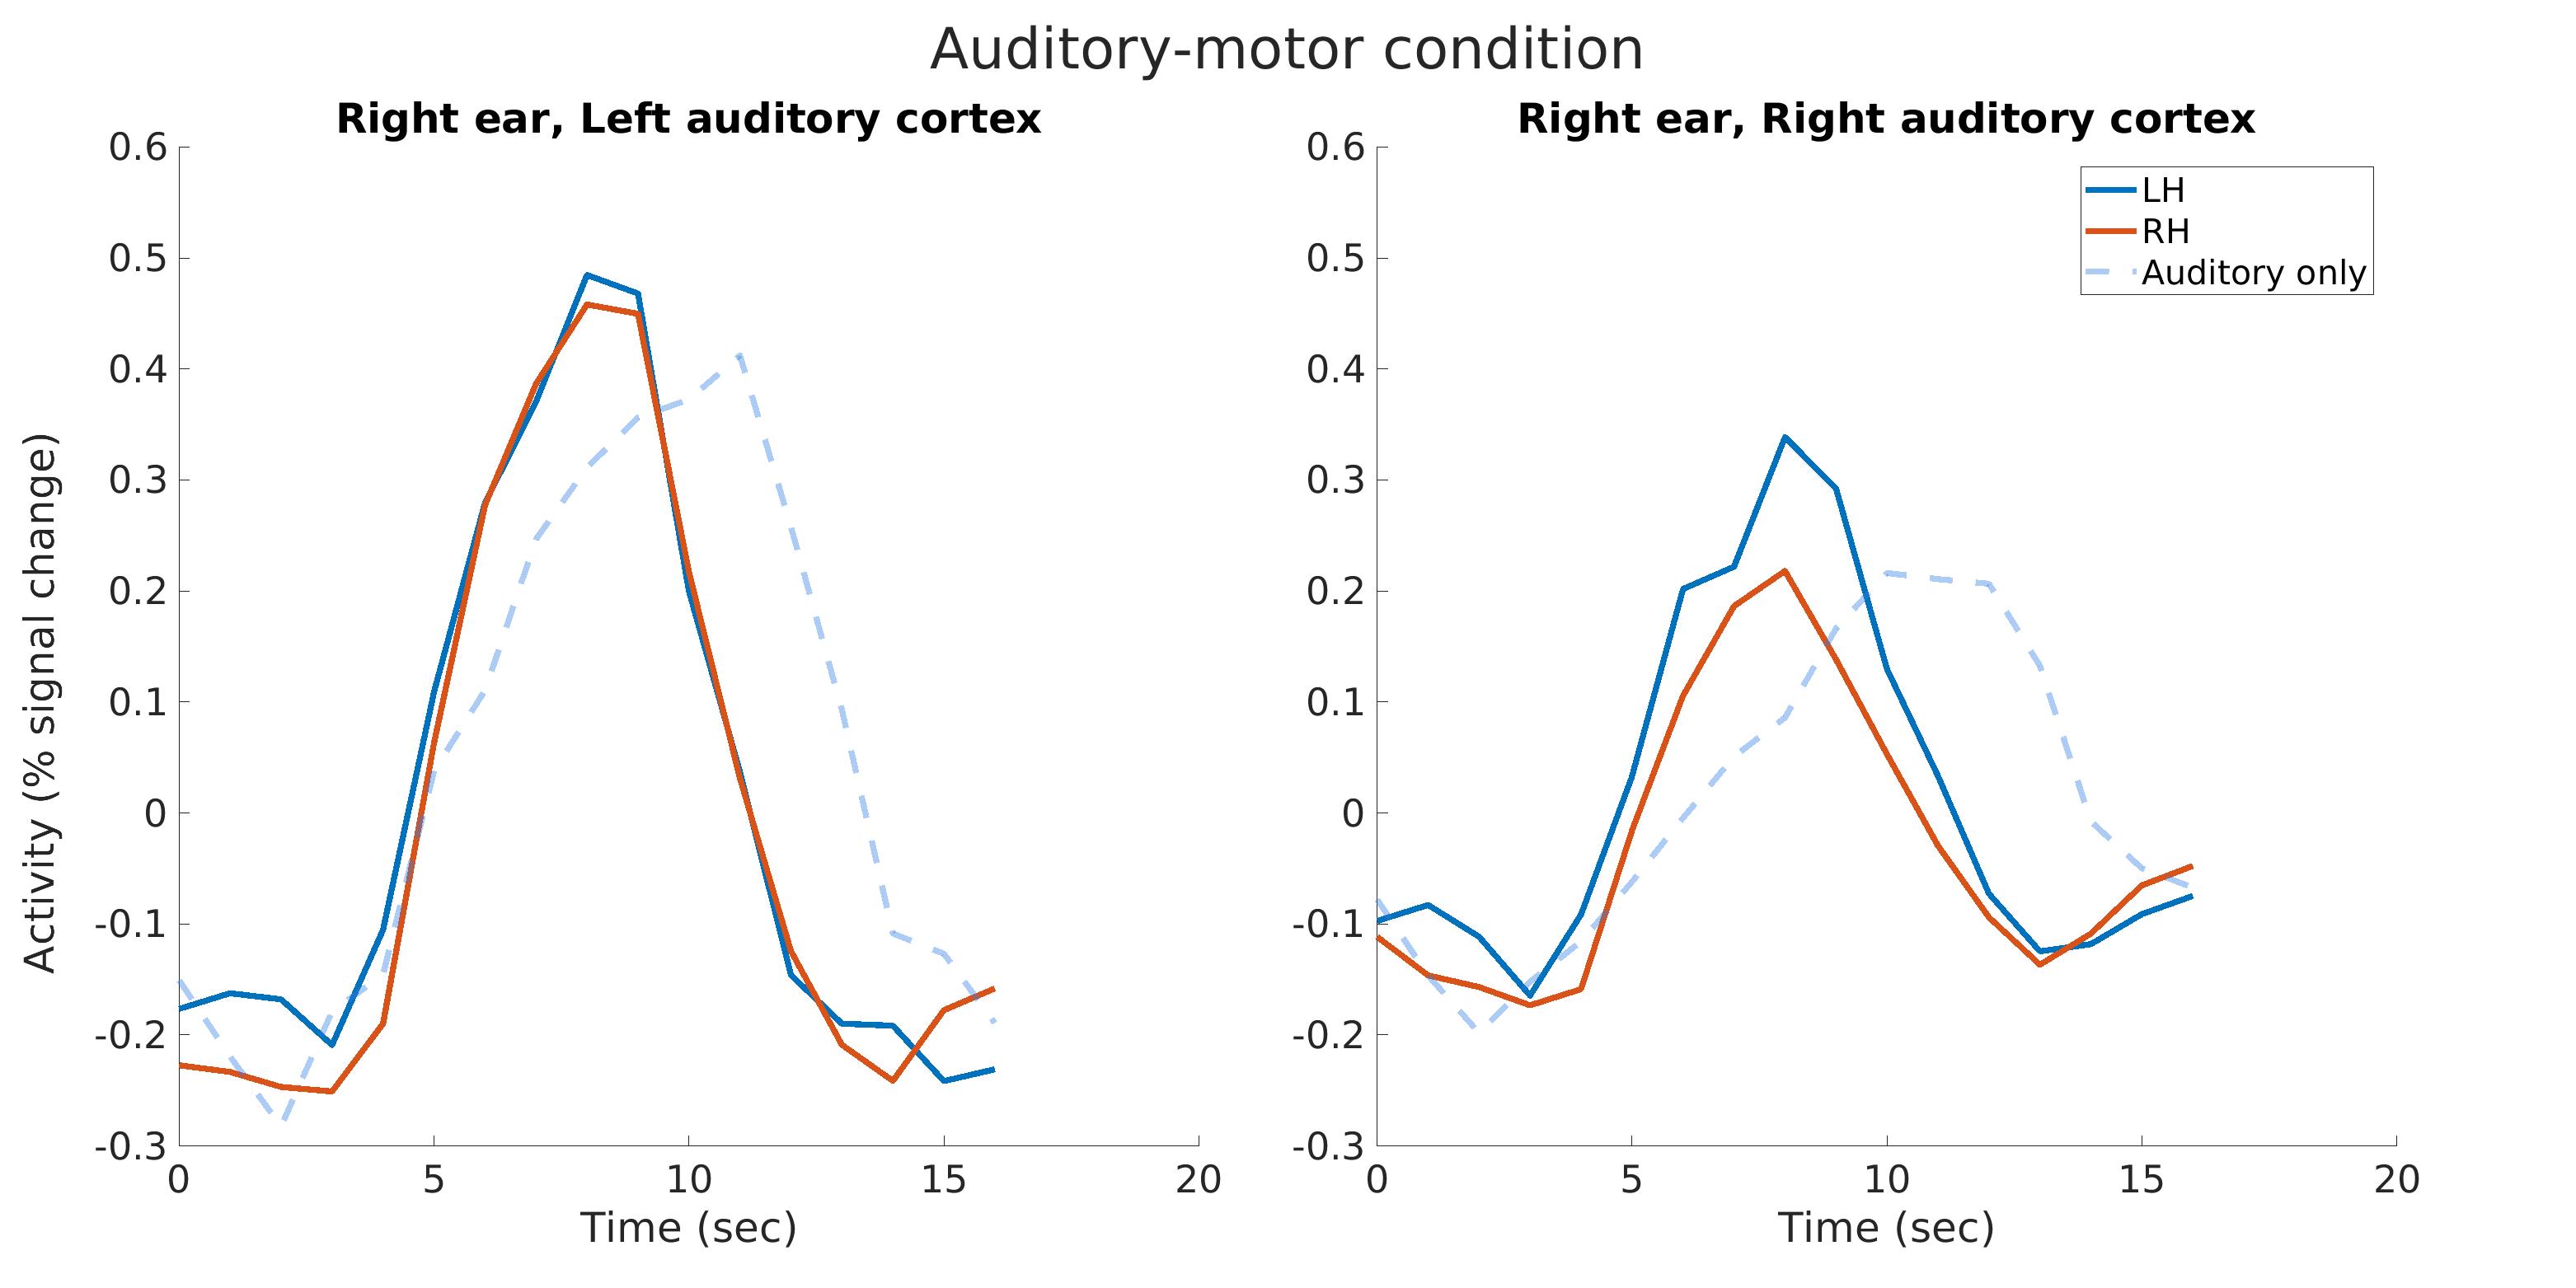 Auditory-motor condition
Right ear, Left auditory cortex
0.6
0.5
0.4
0.3
0.2
0.1
0
-0.1
-0.2
-0.3
0 5 10 15 20
Time (sec)
Activity (% signal change)
Right ear, Right auditory cortex
0.6
0.5
0.4
0.3
0.2
0.1
0
-0.1
-0.2
-0.3
0 5 10 15 20
Time (sec)
LH
RH
Auditory only